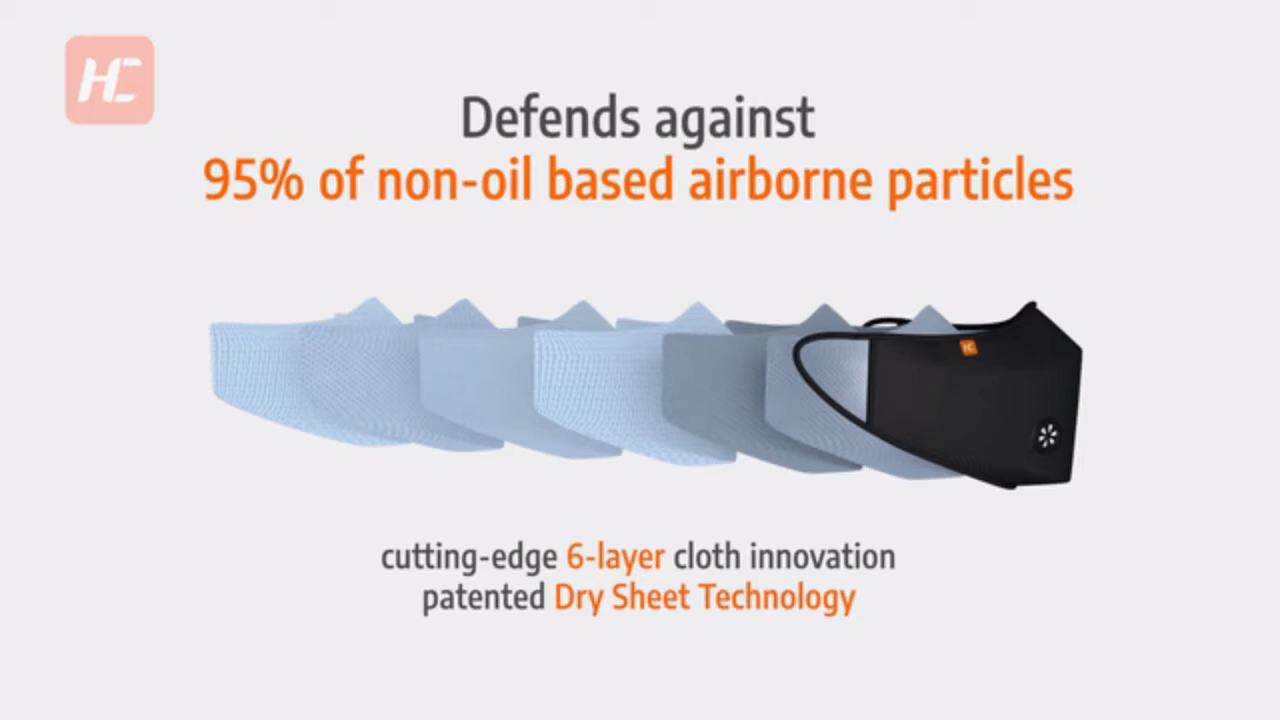 HC
Defends against
95% of non-oil based airborne particles
HC
cutting-edge 6-layer cloth innovation
patented Dry Sheet Technology